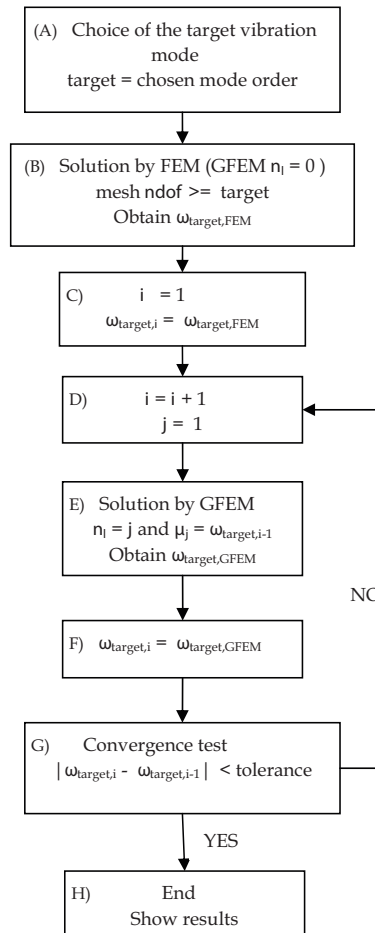 (A) Choice of the target vibration
mode
target = chosen mode order
(B) Solution by FEM (GFEM nl = 0 )
mesh ndof >= target
Obtain ωtarget,FEM
C) i = 1
ωtarget,i = ωtarget,FEM
D) i = i + 1
j = 1
E) Solution by GFEM
nl = j and μj = ωtarget,i-1
Obtain ωtarget,GFEM
NO
F) ωtarget,i = ωtarget,GFEM
G) Convergence test
|ωtarget,i - ωtarget,i-1| < tolerance
YES
H) End
Show results